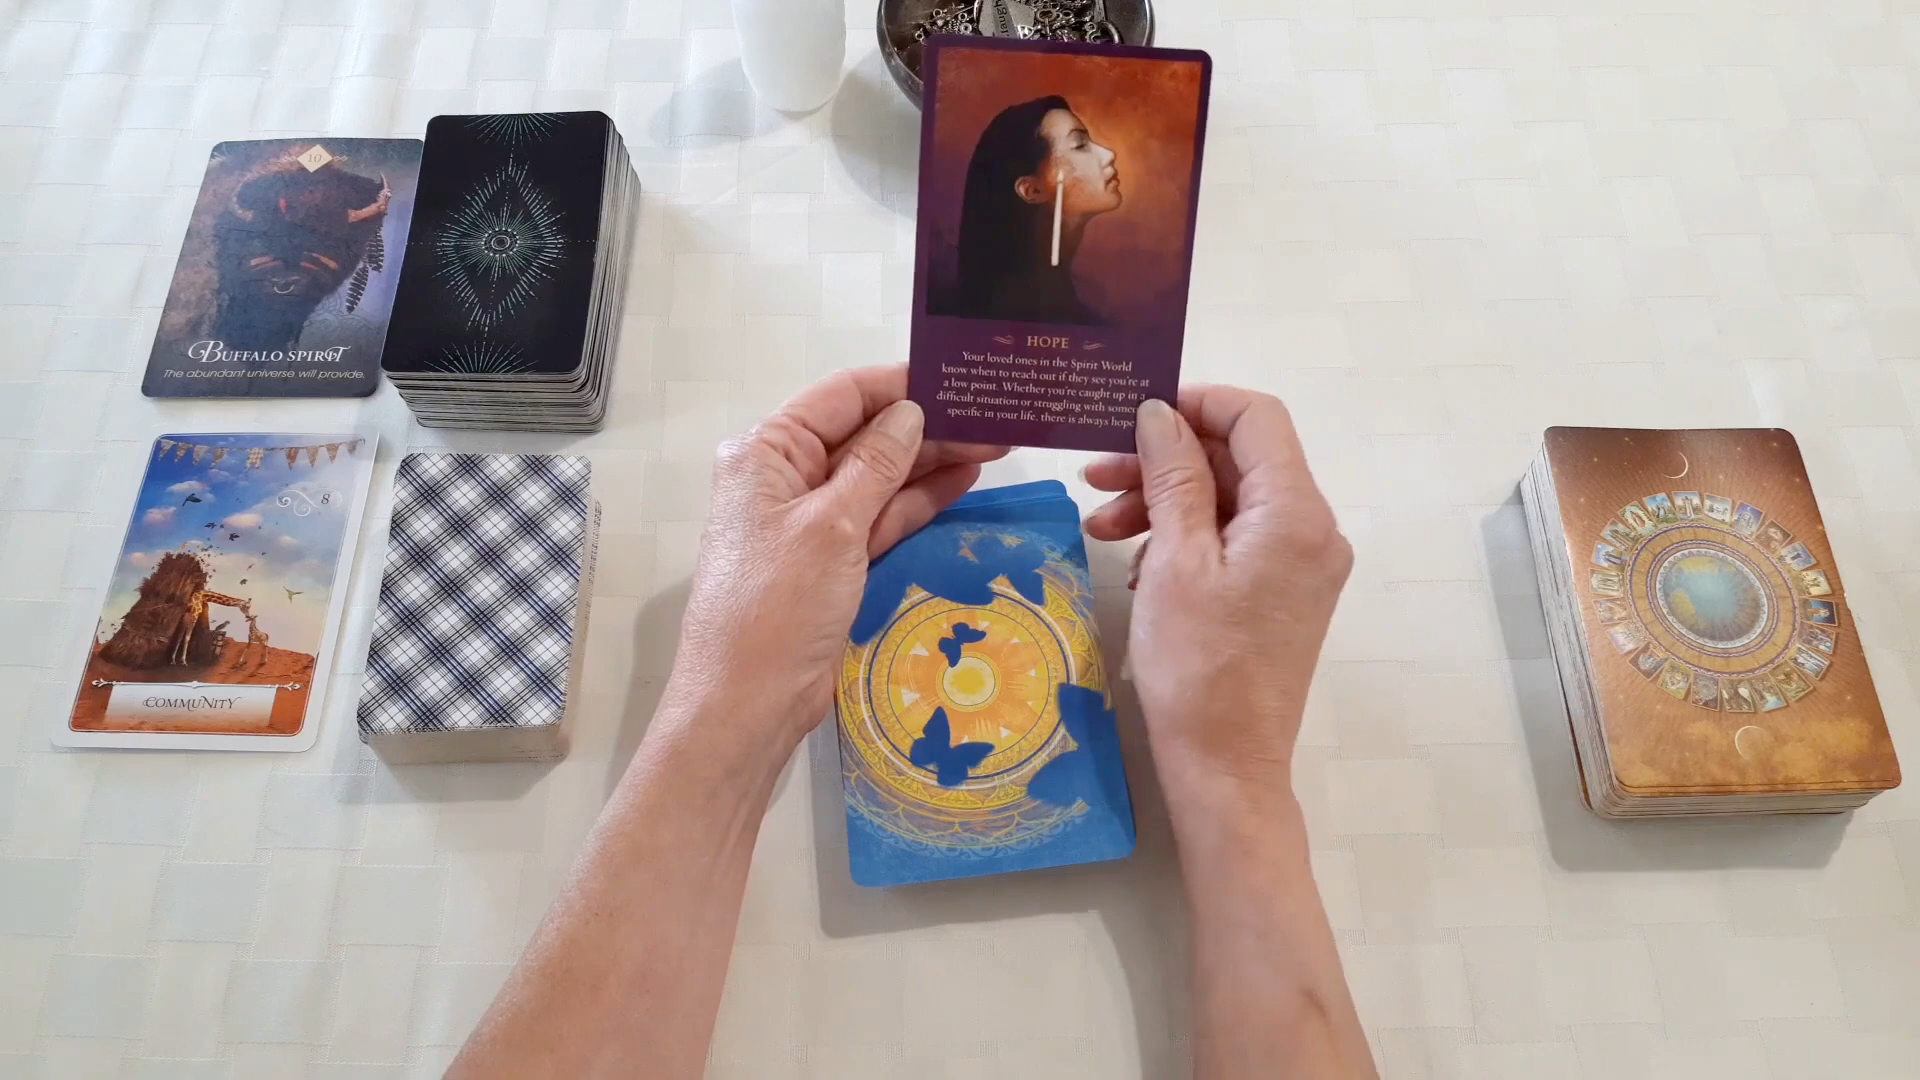 10
BUFFALO SPIRIT
The abundant universe will provide.
8
COMMUNITY
HOPE
Your loved ones in the Spirit World
know when to reach out if they see you're at
a low point. Whether you're caught up in a
difficult situation or struggling with
specific in your life, there is always hope